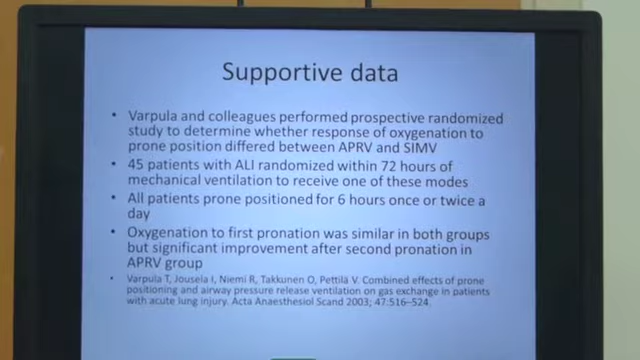 Supportive data
• Varpula and colleagues performed prospective randomized
study to determine whether response of oxygenation to
prone position differed between APRV and SIMV
• 45 patients with ALI randomized within 72 hours of
mechanical ventilation to receive one of these modes
• All patients prone positioned for 6 hours once or twice a
day
• Oxygenation to first pronation was similar in both groups
but significant improvement after second pronation in
APRV group
• Varpula T, Jousela I, Niemi R, Takkunen O, Pettilä V. Combined effects of prone
positioning and airway pressure release ventilation on gas exchange in patients
with acute lung injury. Acta Anaesthesiol Scand 2003; 47:516–524.